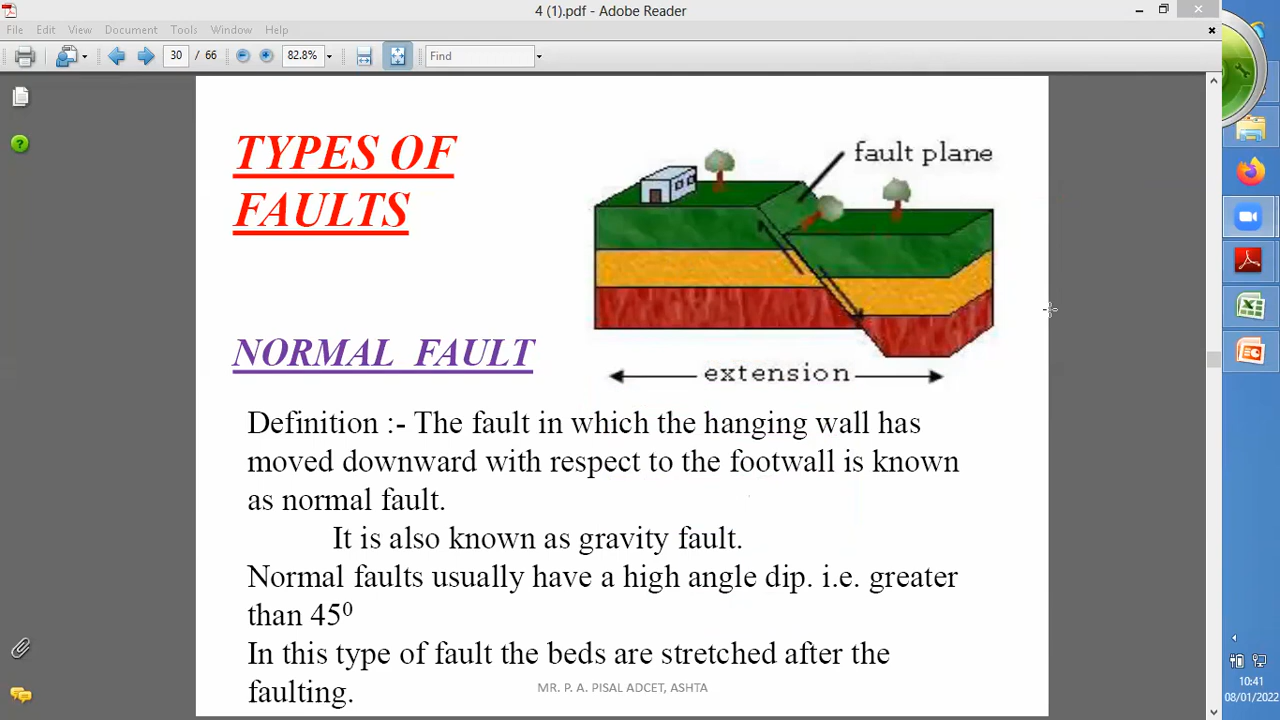 4 (1).pdf - Adobe Reader
File Edit View Document Tools Window Help
30 / 66 82.8% Find
TYPES OF
FAULTS
fault plane
extension
NORMAL FAULT
Definition :- The fault in which the hanging wall has
moved downward with respect to the footwall is known
as normal fault.
It is also known as gravity fault.
Normal faults usually have a high angle dip. i.e. greater
than 45⁰
In this type of fault the beds are stretched after the
faulting.
MR. P. A. PISAL ADCET, ASHTA
10:41
08/01/2022